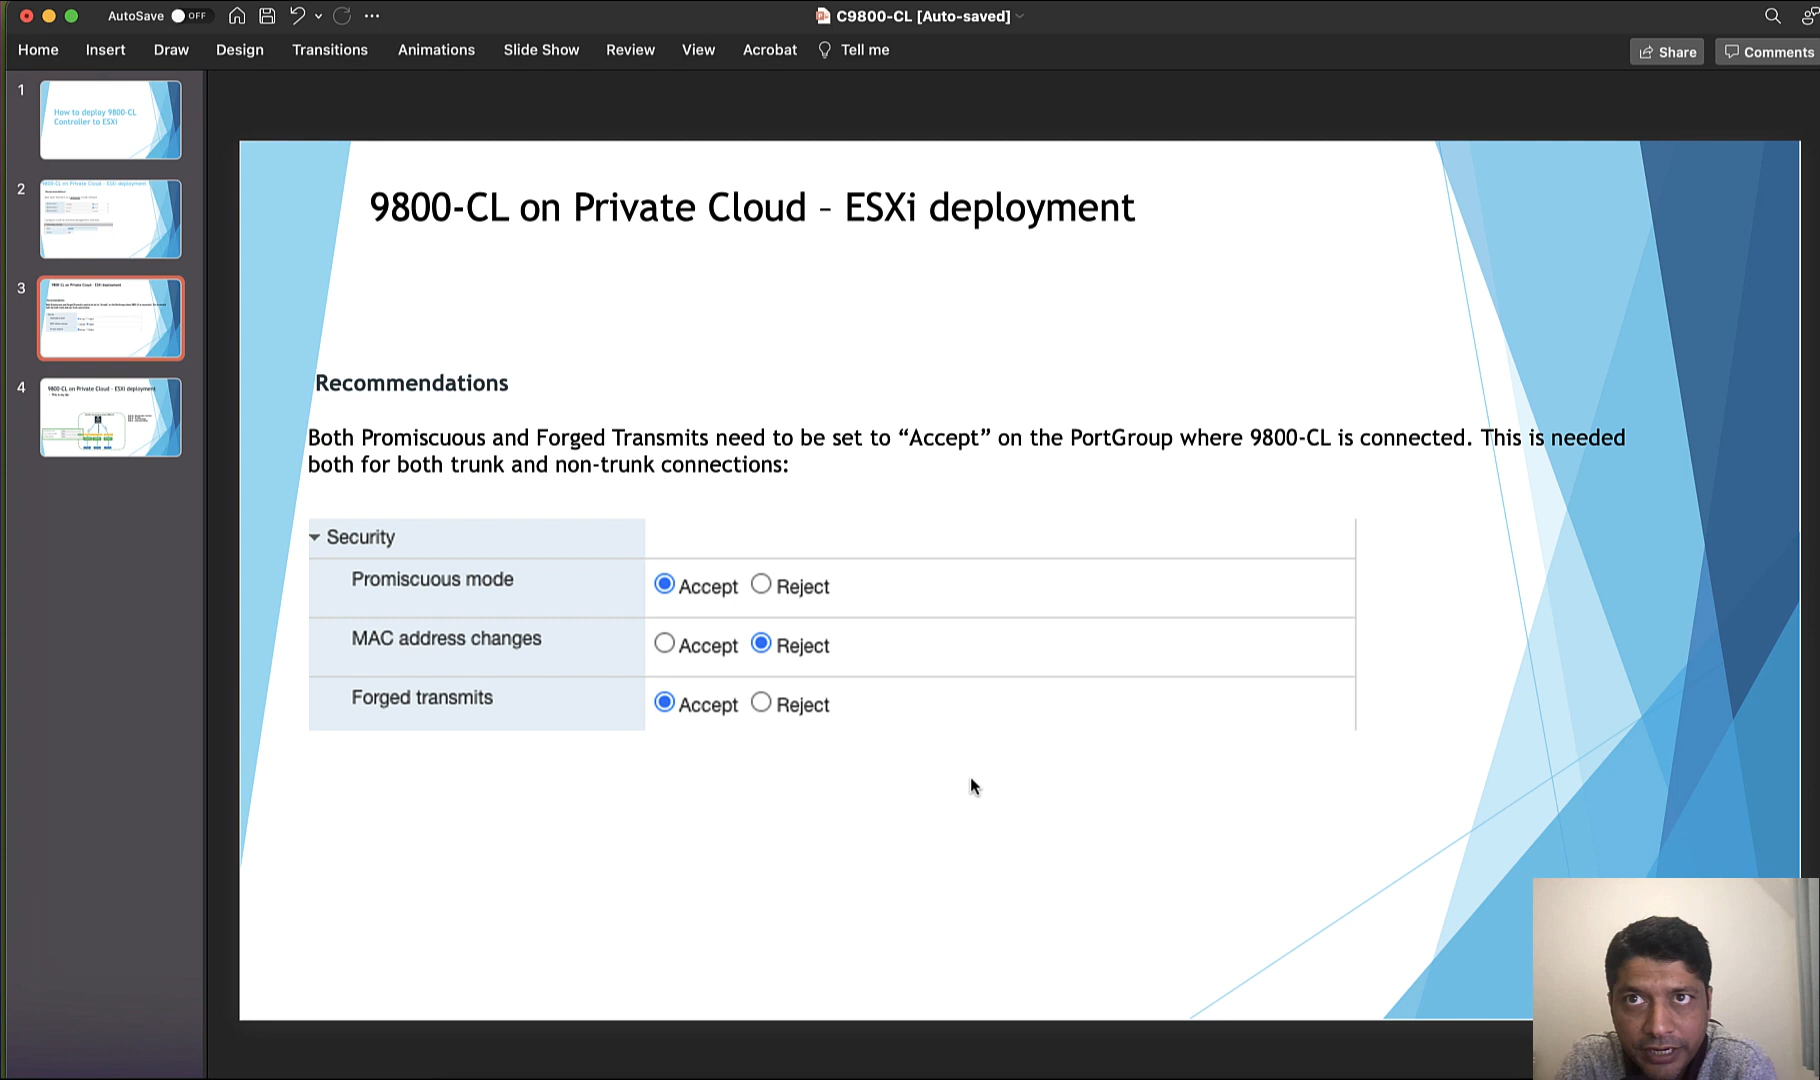 AutoSave OFF
C9800-CL [Auto-saved]
Home Insert Draw Design Transitions Animations Slide Show Review View Acrobat Tell me
Share Comments
1
How to deploy 9800-CL
Controller to ESXi
2
9800-CL on Private Cloud - ESXi deployment
3
9800-CL on Private Cloud - ESXi deployment
4
9800-CL on Private Cloud - ESXi deployment
9800-CL on Private Cloud – ESXi deployment
Recommendations
Both Promiscuous and Forged Transmits need to be set to “Accept” on the PortGroup where 9800-CL is connected. This is needed
both for both trunk and non-trunk connections:
Security
Promiscuous mode Accept Reject
MAC address changes Accept Reject
Forged transmits Accept Reject